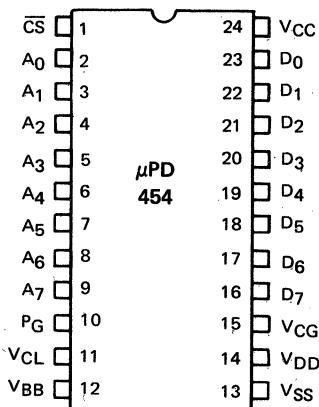 C̅S̅ 1 24 VCC
A0 2 23 D0
A1 3 22 D1
A2 4 21 D2
A3 5 20 D3
A4 6 19 D4
A5 7 18 D5
A6 8 17 D6
A7 9 16 D7
PG 10 15 VCG
VCL 11 14 VDD
VBB 12 13 VSS
µPD
454